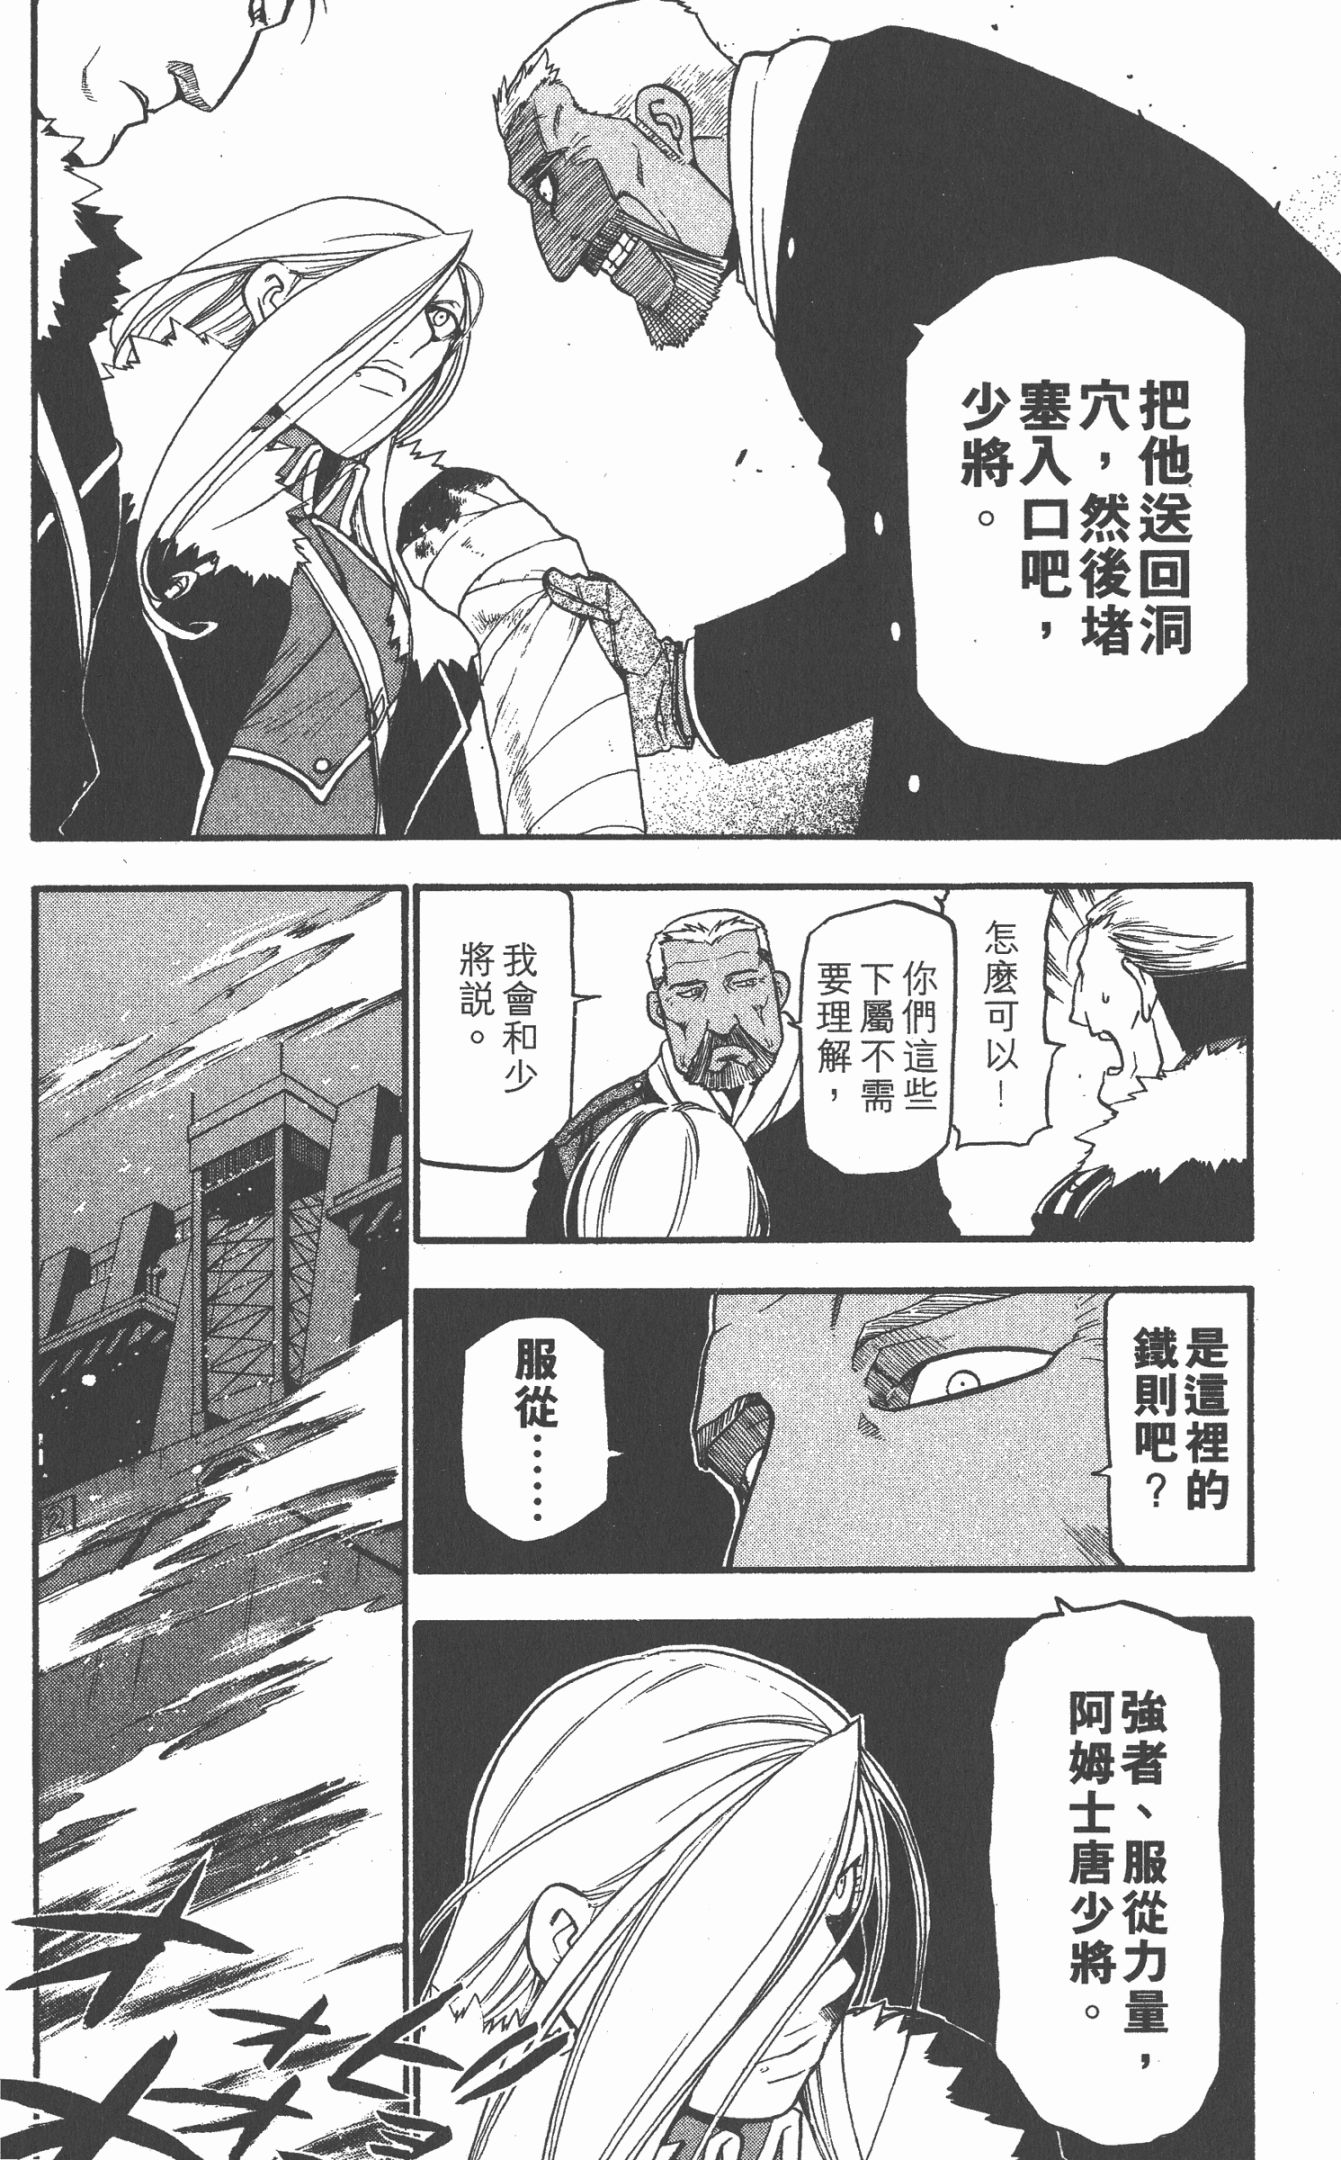 把他送回洞
穴，然後堵
塞入口吧，
少將。
怎麼可以！
你們這些
下屬不需
要理解，
我會和少
將説。
是這裡的
鐵則吧？
服從……
強者、服從力量，
阿姆士唐少將。